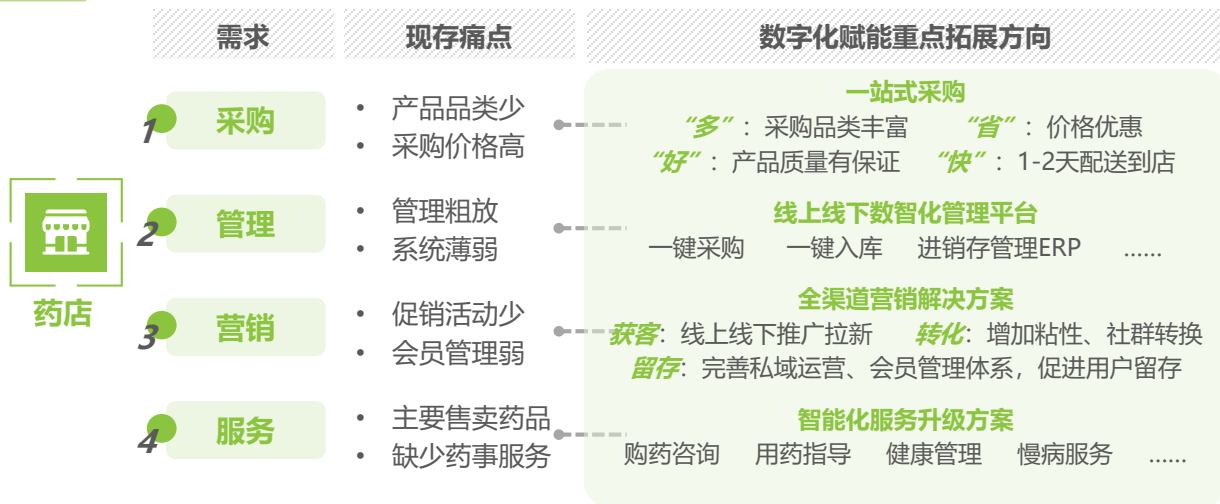 需求 现存痛点 数字化赋能重点拓展方向
药店
1 采购
• 产品品类少
• 采购价格高
一站式采购
“多”：采购品类丰富 “省”：价格优惠
“好”：产品质量有保证 “快”：1-2天配送到店
2 管理
• 管理粗放
• 系统薄弱
线上线下数智化管理平台
一键采购 一键入库 进销存管理ERP ……
3 营销
• 促销活动少
• 会员管理弱
全渠道营销解决方案
获客：线上线下推广拉新 转化：增加粘性、社群转换
留存：完善私域运营、会员管理体系，促进用户留存
4 服务
• 主要售卖药品
• 缺少药事服务
智能化服务升级方案
购药咨询 用药指导 健康管理 慢病服务 ……